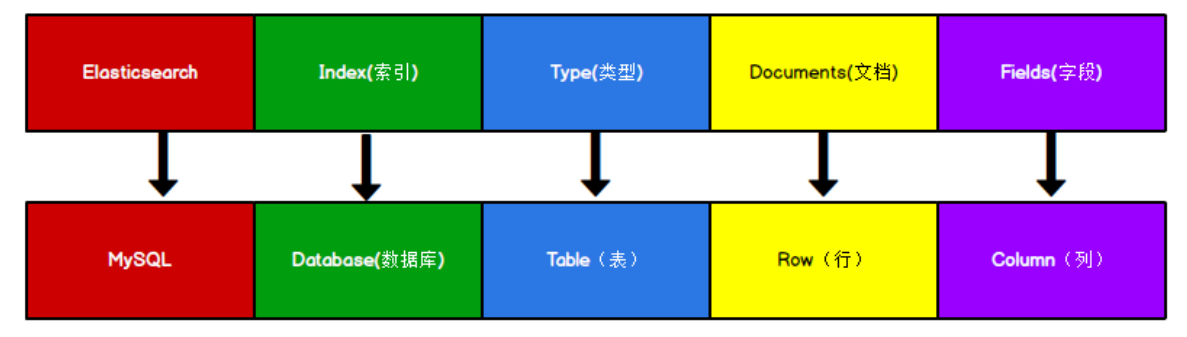 Elasticsearch
Index(索引)
Type(类型)
Documents(文档)
Fields(字段)
MySQL
Database(数据库)
Table（表）
Row（行）
Column（列）